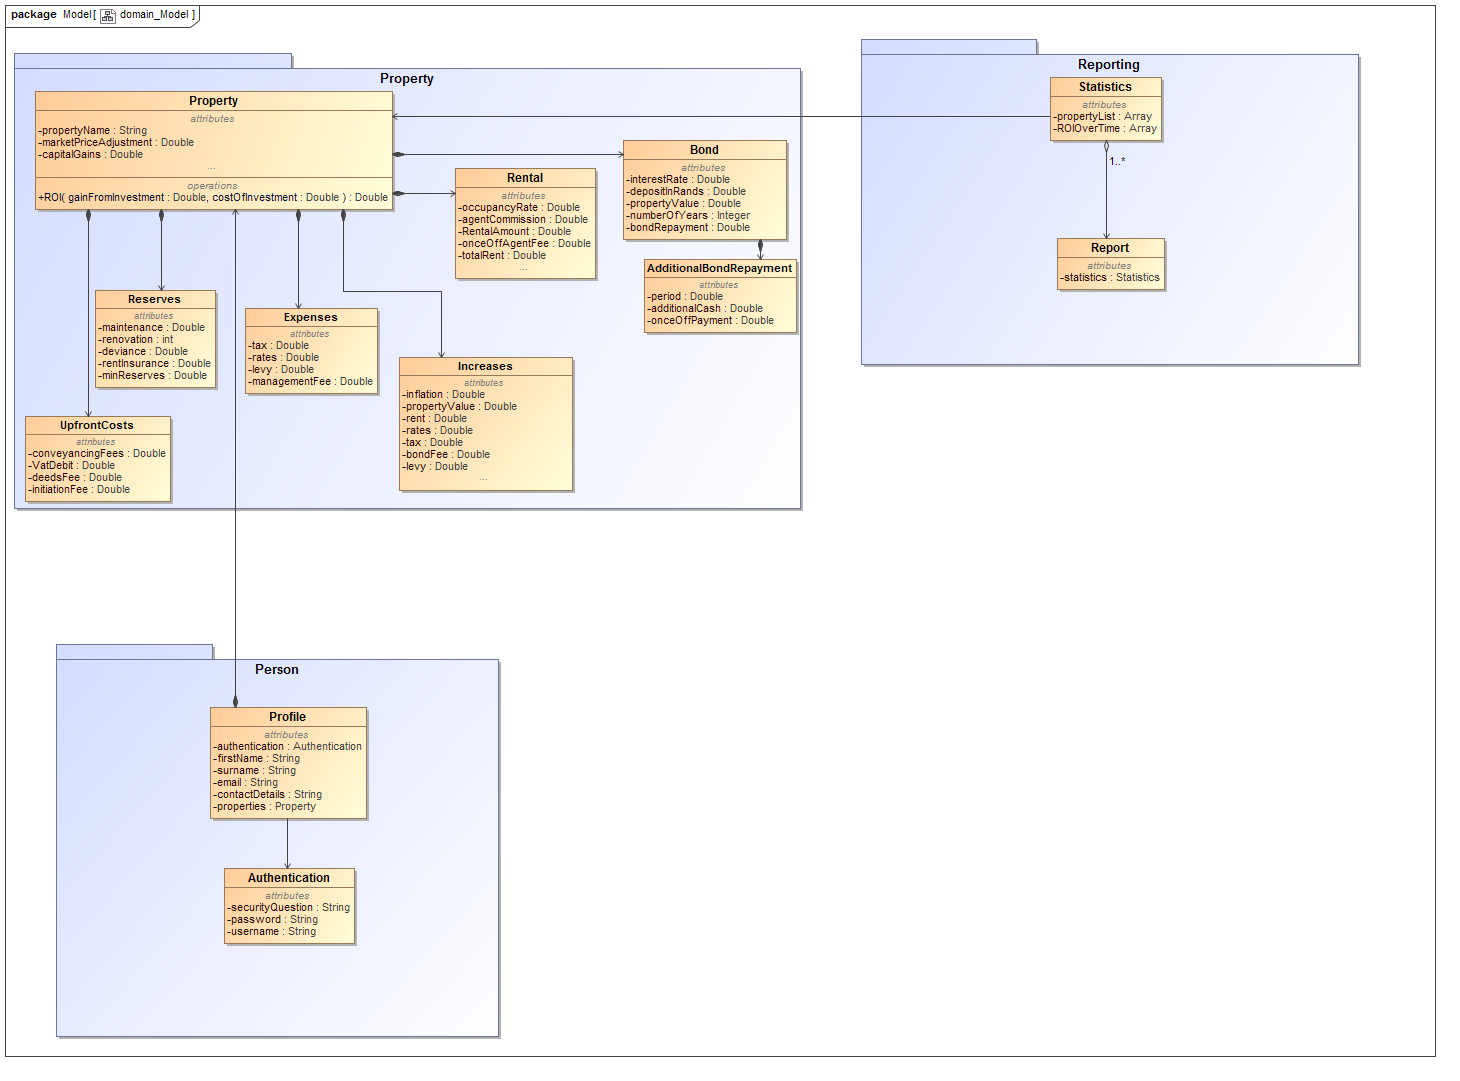 package Model[ domain_Model ]
Property
Property
attributes
-propertyName : String
-marketPriceAdjustment : Double
-capitalGains : Double
...
operations
+ROI( gainFromInvestment : Double, costOfInvestment : Double ) : Double
Rental
attributes
-occupancyRate : Double
-agentCommission : Double
-RentalAmount : Double
-onceOffAgentFee : Double
-totalRent : Double
...
Bond
attributes
-interestRate : Double
-depositInRands : Double
-propertyValue : Double
-numberOfYears : Integer
-bondRepayment : Double
AdditionalBondRepayment
attributes
-period : Double
-additionalCash : Double
-onceOffPayment : Double
Reserves
attributes
-maintenance : Double
-renovation : int
-deviance : Double
-rentInsurance : Double
-minReserves : Double
Expenses
attributes
-tax : Double
-rates : Double
-levy : Double
-managementFee : Double
Increases
attributes
-inflation : Double
-propertyValue : Double
-rent : Double
-rates : Double
-tax : Double
-bondFee : Double
-levy : Double
...
UpfrontCosts
attributes
-conveyancingFees : Double
-VatDebit : Double
-deedsFee : Double
-initiationFee : Double
Reporting
Statistics
attributes
-propertyList : Array
-ROIOverTime : Array
1..*
Report
attributes
-statistics : Statistics
Person
Profile
attributes
-authentication : Authentication
-firstName : String
-surname : String
-email : String
-contactDetails : String
-properties : Property
Authentication
attributes
-securityQuestion : String
-password : String
-username : String